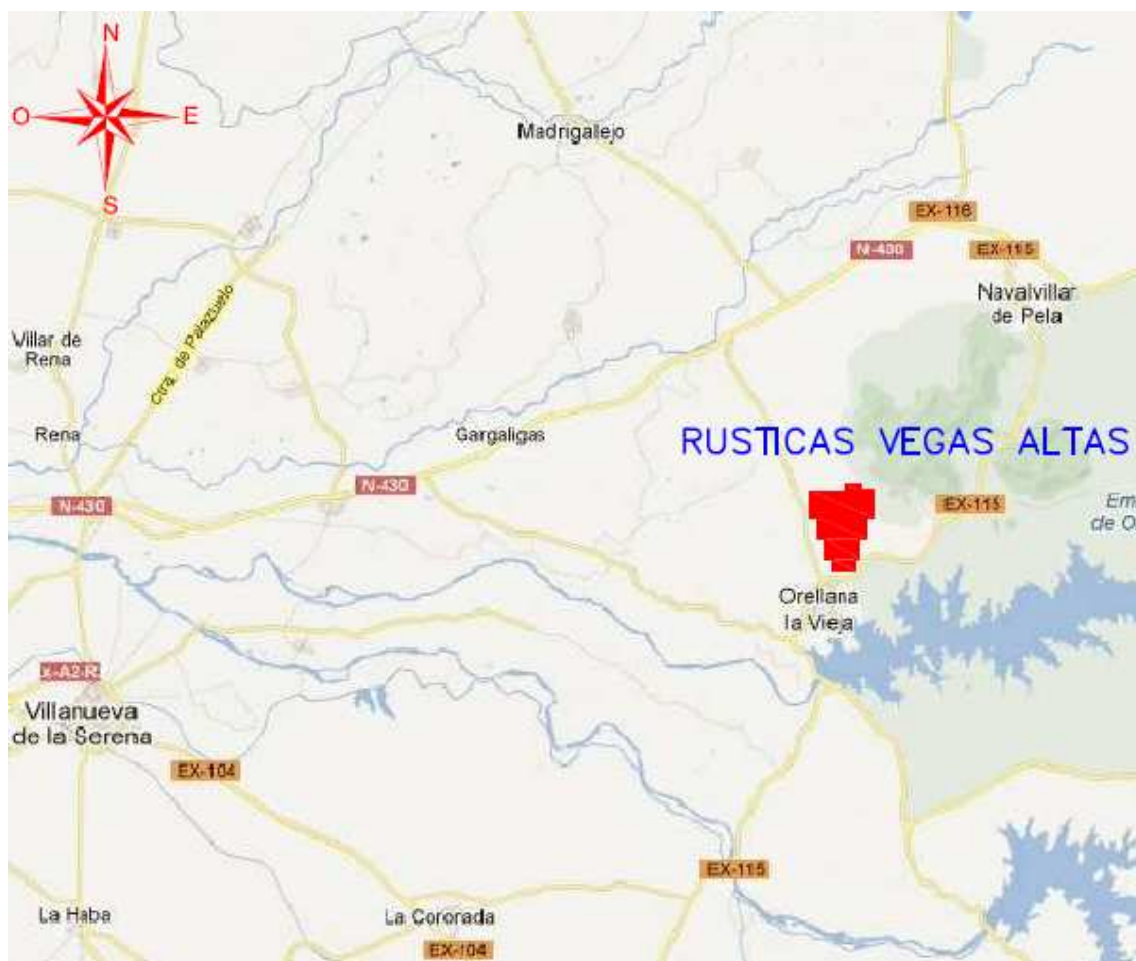 N
O
E
S
Madrigallejo
EX-116
N-430
EX-115
Navalvillar
de Pela
Ctra. de Palazuelo
Villar de
Rena
Rena
Gargaligas
RUSTICAS VEGAS ALTAS
N-430
N-430
EX-115
Em
de O
Orellana
la Vieja
x-A2-R
Villanueva
de la Serena
EX-104
EX-115
La Haba
La Cororada
EX-104